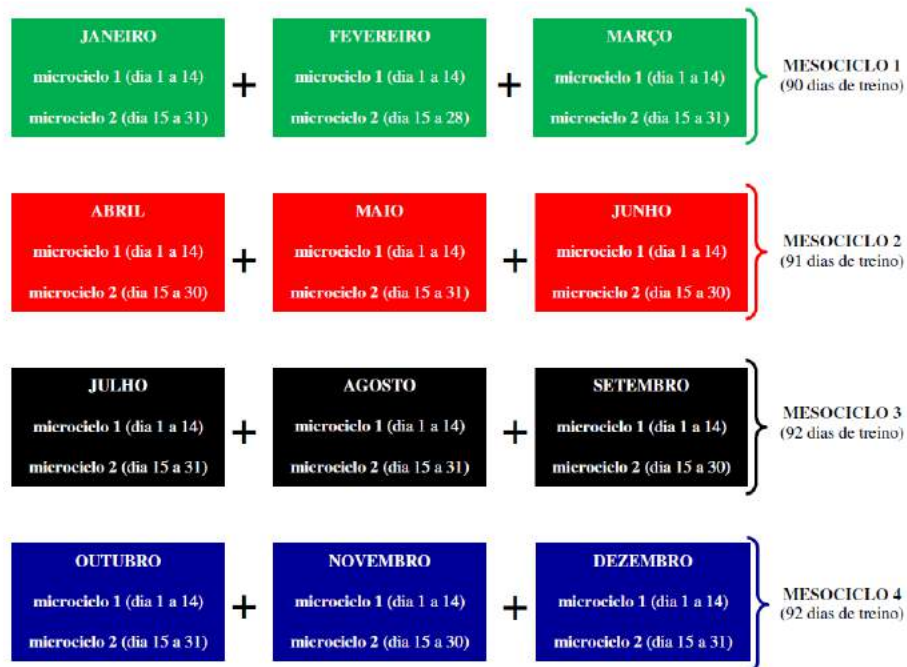 JANEIRO
microciclo 1 (dia 1 a 14)
microciclo 2 (dia 15 a 31)
+
FEVEREIRO
microciclo 1 (dia 1 a 14)
microciclo 2 (dia 15 a 28)
+
MARÇO
microciclo 1 (dia 1 a 14)
microciclo 2 (dia 15 a 31)
MESOCICLO 1
(90 dias de treino)
ABRIL
microciclo 1 (dia 1 a 14)
microciclo 2 (dia 15 a 30)
+
MAIO
microciclo 1 (dia 1 a 14)
microciclo 2 (dia 15 a 31)
+
JUNHO
microciclo 1 (dia 1 a 14)
microciclo 2 (dia 15 a 30)
MESOCICLO 2
(91 dias de treino)
JULHO
microciclo 1 (dia 1 a 14)
microciclo 2 (dia 15 a 31)
+
AGOSTO
microciclo 1 (dia 1 a 14)
microciclo 2 (dia 15 a 31)
+
SETEMBRO
microciclo 1 (dia 1 a 14)
microciclo 2 (dia 15 a 30)
MESOCICLO 3
(92 dias de treino)
OUTUBRO
microciclo 1 (dia 1 a 14)
microciclo 2 (dia 15 a 31)
+
NOVEMBRO
microciclo 1 (dia 1 a 14)
microciclo 2 (dia 15 a 30)
+
DEZEMBRO
microciclo 1 (dia 1 a 14)
microciclo 2 (dia 15 a 31)
MESOCICLO 4
(92 dias de treino)